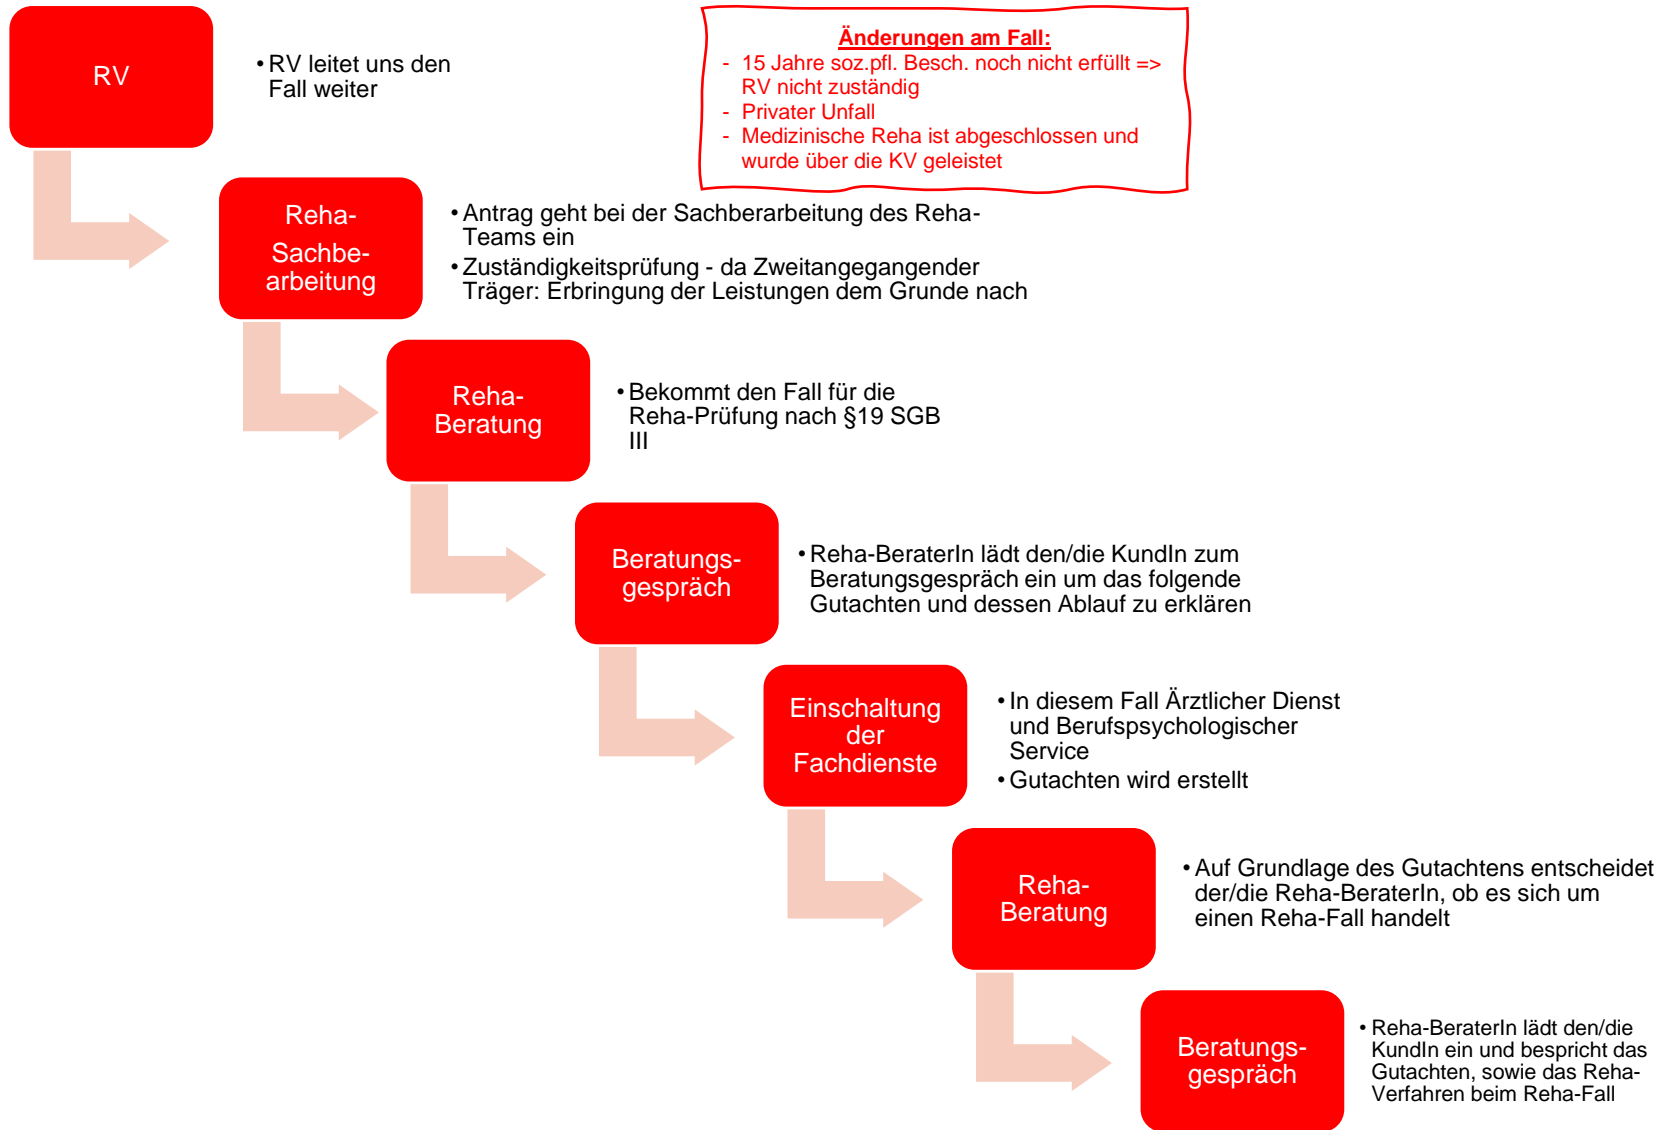 RV
• RV leitet uns den
Fall weiter
Änderungen am Fall:
- 15 Jahre soz.pfl. Besch. noch nicht erfüllt =>
RV nicht zuständig
- Privater Unfall
- Medizinische Reha ist abgeschlossen und
wurde über die KV geleistet
Reha-
Sachbe-
arbeitung
• Antrag geht bei der Sachberarbeitung des Reha-
Teams ein
• Zuständigkeitsprüfung - da Zweitangegangender
Träger: Erbringung der Leistungen dem Grunde nach
Reha-
Beratung
• Bekommt den Fall für die
Reha-Prüfung nach §19 SGB
III
Beratungs-
gespräch
• Reha-BeraterIn lädt den/die KundIn zum
Beratungsgespräch ein um das folgende
Gutachten und dessen Ablauf zu erklären
Einschaltung
der
Fachdienste
• In diesem Fall Ärztlicher Dienst
und Berufspsychologischer
Service
• Gutachten wird erstellt
Reha-
Beratung
• Auf Grundlage des Gutachtens entscheidet
der/die Reha-BeraterIn, ob es sich um
einen Reha-Fall handelt
Beratungs-
gespräch
• Reha-BeraterIn lädt den/die
KundIn ein und bespricht das
Gutachten, sowie das Reha-
Verfahren beim Reha-Fall